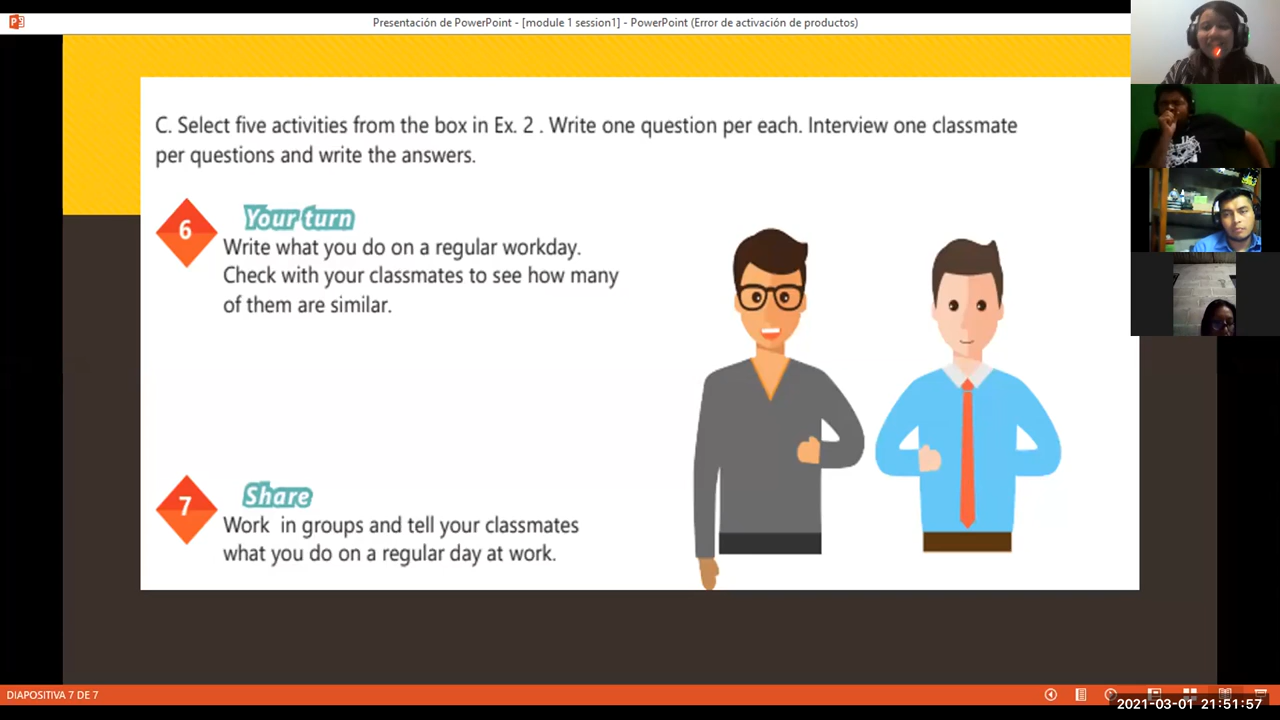 Presentación de PowerPoint - [module 1 session1] - PowerPoint (Error de activación de productos)
C. Select five activities from the box in Ex. 2 . Write one question per each. Interview one classmate
per questions and write the answers.
6
Your turn
Write what you do on a regular workday.
Check with your classmates to see how many
of them are similar.
7
Share
Work in groups and tell your classmates
what you do on a regular day at work.
DIAPOSITIVA 7 DE 7
2021-03-01 21:51:57